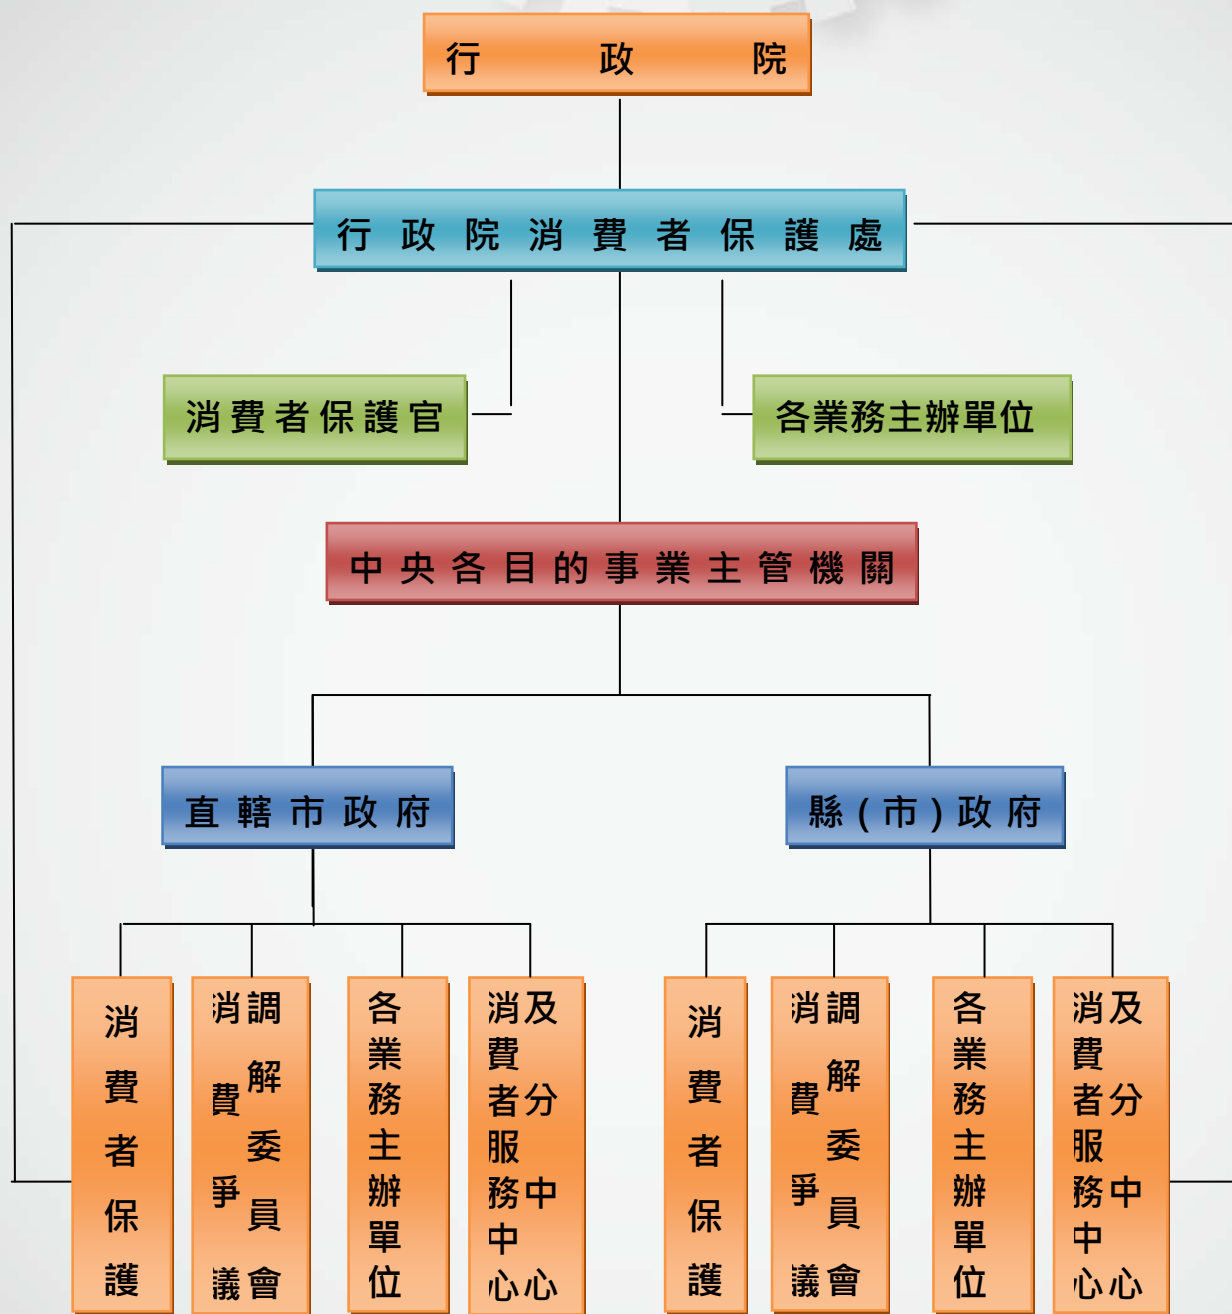 行政院
行政院消費者保護處
消費者保護官
各業務主辦單位
中央各目的事業主管機關
直轄市政府
縣(市)政府
消費者保護
消費爭議
調解委員會
各業務主辦單位
消費者服務中心
及分中心
消費者保護
消費爭議
調解委員會
各業務主辦單位
消費者服務中心
及分中心